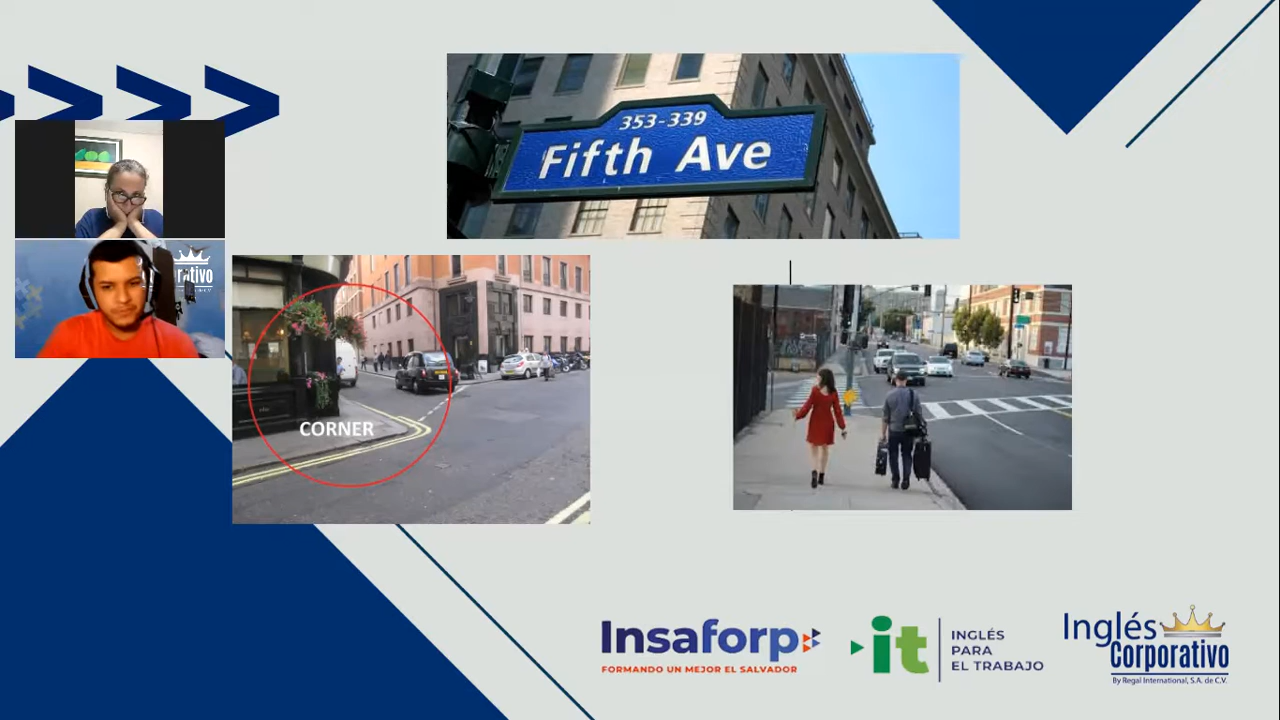 353-339
Fifth Ave
CORNER
Insaforp
FORMANDO UN MEJOR EL SALVADOR
it
INGLÉS
PARA
EL TRABAJO
Inglés
Corporativo
By Regal International, S.A. de C.V.